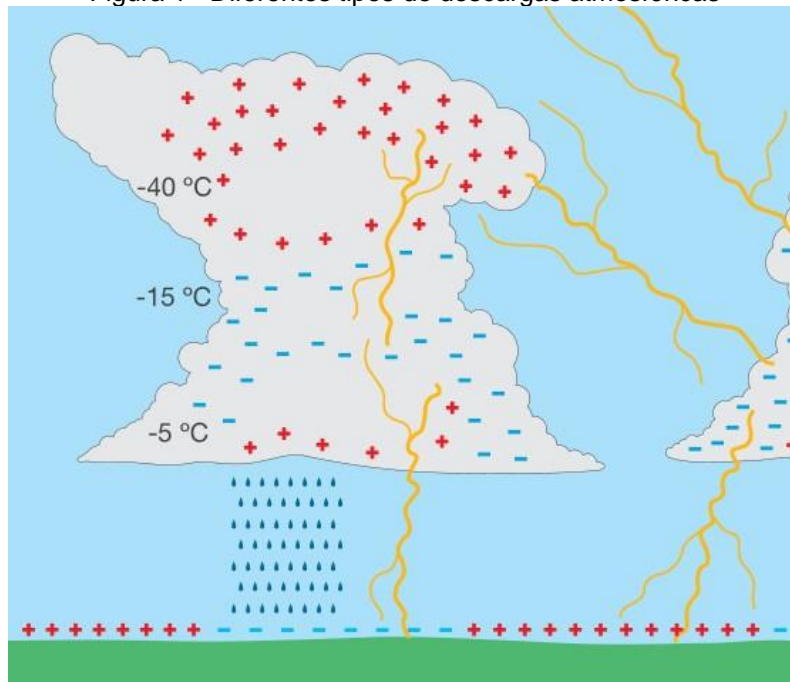 Figura 1 - Diferentes tipos de descargas atmosféricas
-40 ºC
-15 ºC
-5 ºC